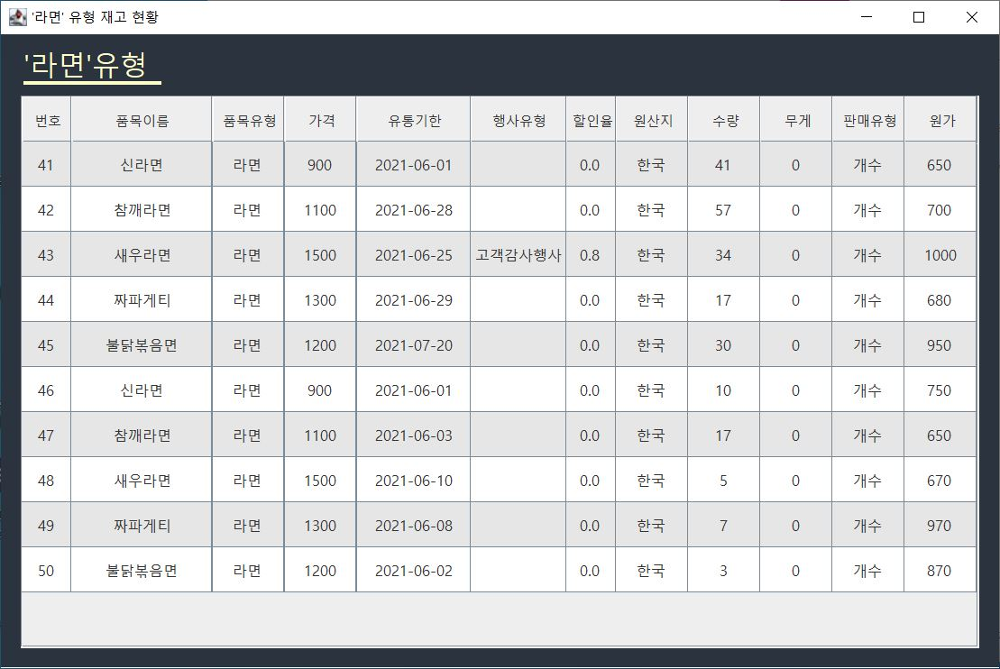 '라면' 유형 재고 현황
'라면'유형
번호 품목이름 품목유형 가격 유통기한 행사유형 할인율 원산지 수량 무게 판매유형 원가
41 신라면 라면 900 2021-06-01 0.0 한국 41 0 개수 650
42 참깨라면 라면 1100 2021-06-28 0.0 한국 57 0 개수 700
43 새우라면 라면 1500 2021-06-25 고객감사행사 0.8 한국 34 0 개수 1000
44 짜파게티 라면 1300 2021-06-29 0.0 한국 17 0 개수 680
45 불닭볶음면 라면 1200 2021-07-20 0.0 한국 30 0 개수 950
46 신라면 라면 900 2021-06-01 0.0 한국 10 0 개수 750
47 참깨라면 라면 1100 2021-06-03 0.0 한국 17 0 개수 650
48 새우라면 라면 1500 2021-06-10 0.0 한국 5 0 개수 670
49 짜파게티 라면 1300 2021-06-08 0.0 한국 7 0 개수 970
50 불닭볶음면 라면 1200 2021-06-02 0.0 한국 3 0 개수 870